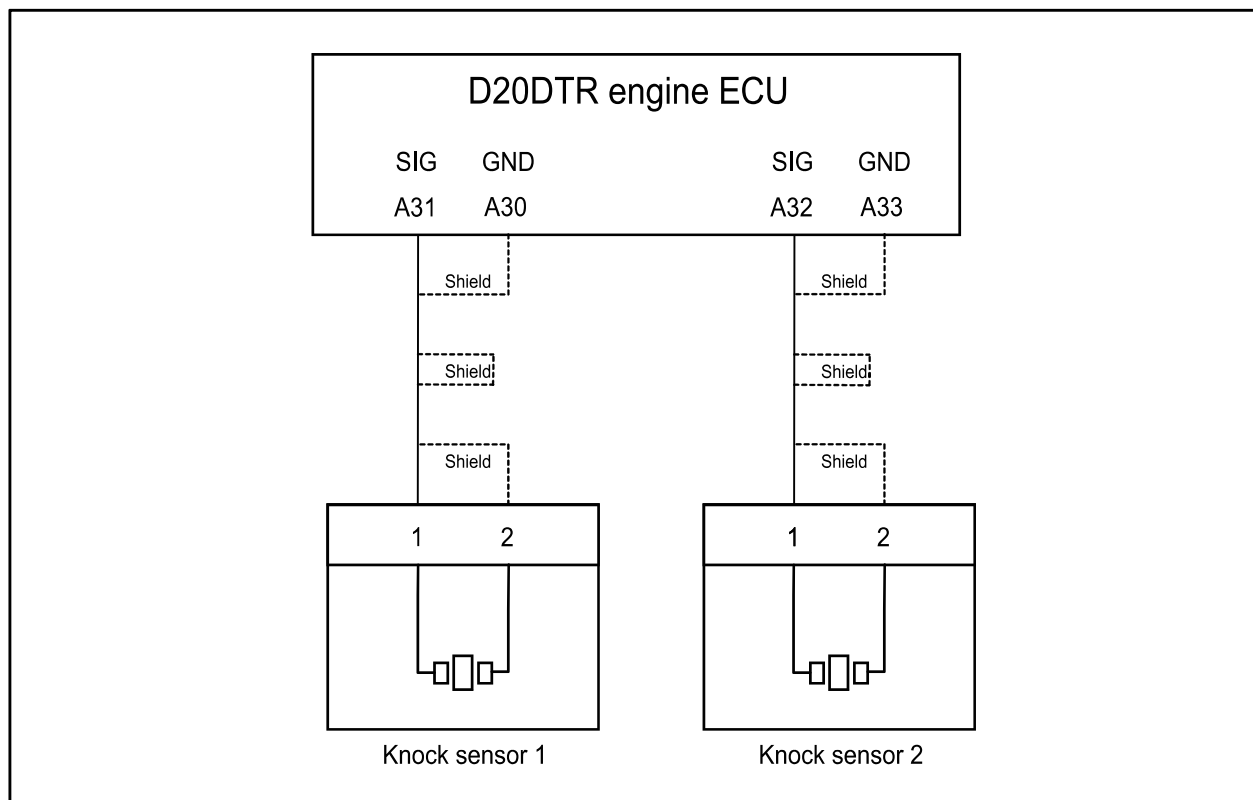 D20DTR engine ECU
SIG GND SIG GND
A31 A30 A32 A33
Shield Shield
Shield Shield
Shield Shield
1 2 1 2
Knock sensor 1 Knock sensor 2